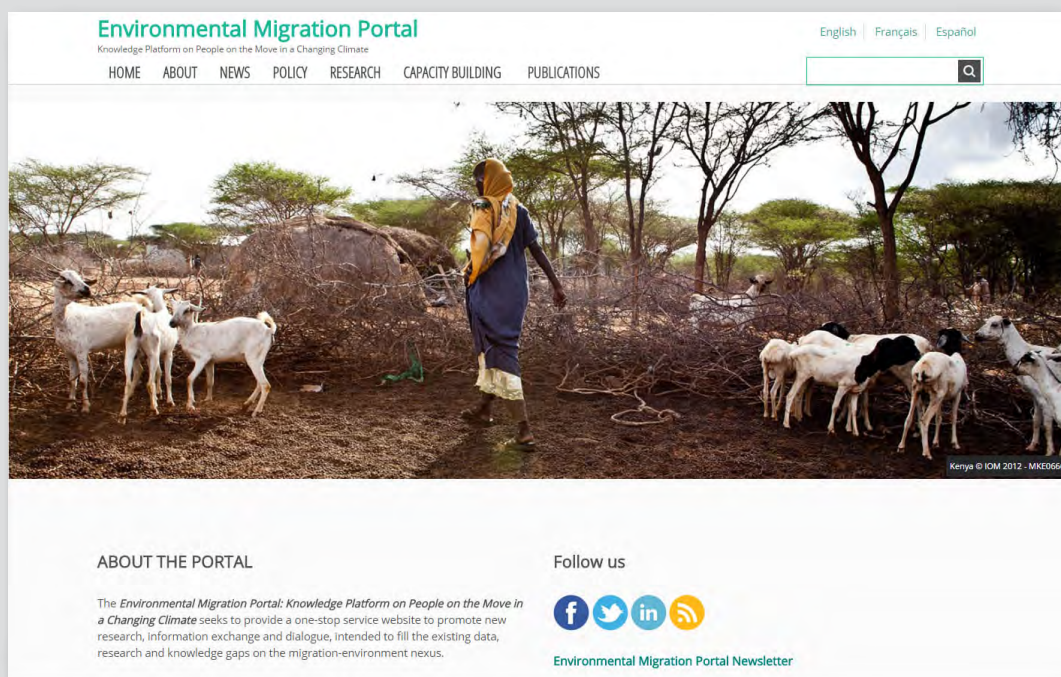 Environmental Migration Portal
Knowledge Platform on People on the Move in a Changing Climate
English Français Español
HOME ABOUT NEWS POLICY RESEARCH CAPACITY BUILDING PUBLICATIONS
Kenya © IOM 2012 - MKE066
ABOUT THE PORTAL
The Environmental Migration Portal: Knowledge Platform on People on the Move in
a Changing Climate seeks to provide a one-stop service website to promote new
research, information exchange and dialogue, intended to fill the existing data,
research and knowledge gaps on the migration-environment nexus.
Follow us
f
in
Environmental Migration Portal Newsletter